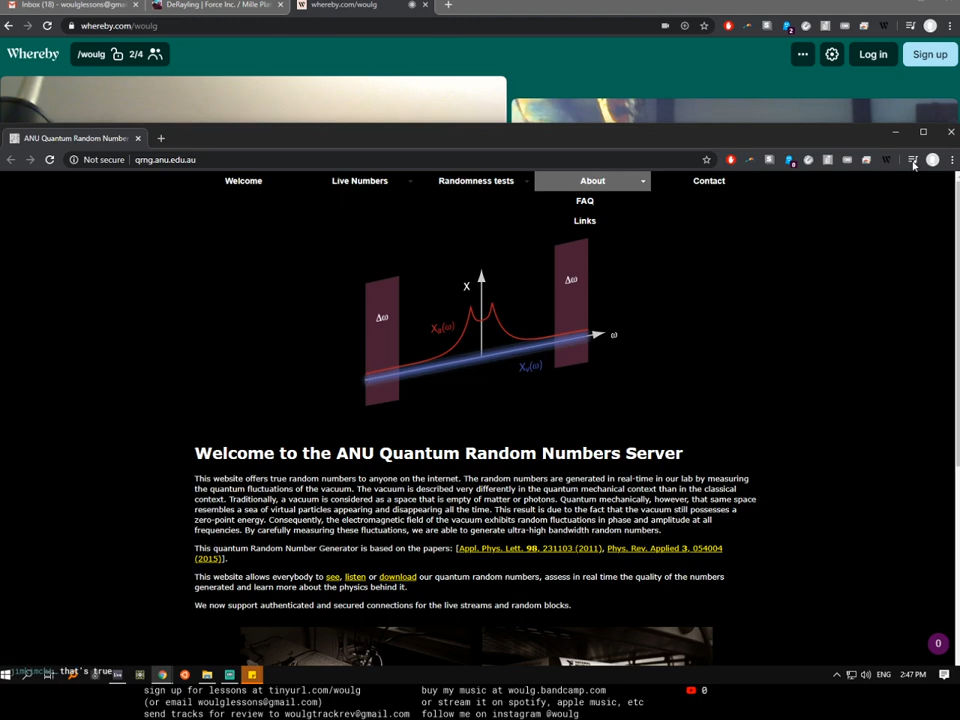 Inbox (18) - woulglessons@gma
DeRayling | Force Inc. / Mille Pla
whereby.com/woulg
whereby.com/woulg
2
Whereby
/woulg
2/4
Log in
Sign up
ANU Quantum Random Number
Not secure
qrng.anu.edu.au
0
W
Welcome
Live Numbers
Randomness tests
About
Contact
FAQ
Links
X
Δω
Δω
Xa(ω)
ω
Xv(ω)
Welcome to the ANU Quantum Random Numbers Server
This website offers true random numbers to anyone on the internet. The random numbers are generated in real-time in our lab by measuring
the quantum fluctuations of the vacuum. The vacuum is described very differently in the quantum mechanical context than in the classical
context. Traditionally, a vacuum is considered as a space that is empty of matter or photons. Quantum mechanically, however, that same space
resembles a sea of virtual particles appearing and disappearing all the time. This result is due to the fact that the vacuum still possesses a
zero-point energy. Consequently, the electromagnetic field of the vacuum exhibits random fluctuations in phase and amplitude at all
frequencies. By carefully measuring these fluctuations, we are able to generate ultra-high bandwidth random numbers.
This quantum Random Number Generator is based on the papers: [Appl. Phys. Lett. 98, 231103 (2011), Phys. Rev. Applied 3, 054004
(2015)].
This website allows everybody to see, listen or download our quantum random numbers, assess in real time the quality of the numbers
generated and learn more about the physics behind it.
We now support authenticated and secured connections for the live streams and random blocks.
0
that's true
ENG
2:47 PM
sign up for lessons at tinyurl.com/woulg
(or email woulglessons@gmail.com)
send tracks for review to woulgtrackrev@gmail.com
buy my music at woulg.bandcamp.com
or stream it on spotify, apple music, etc
follow me on instagram @woulg
0